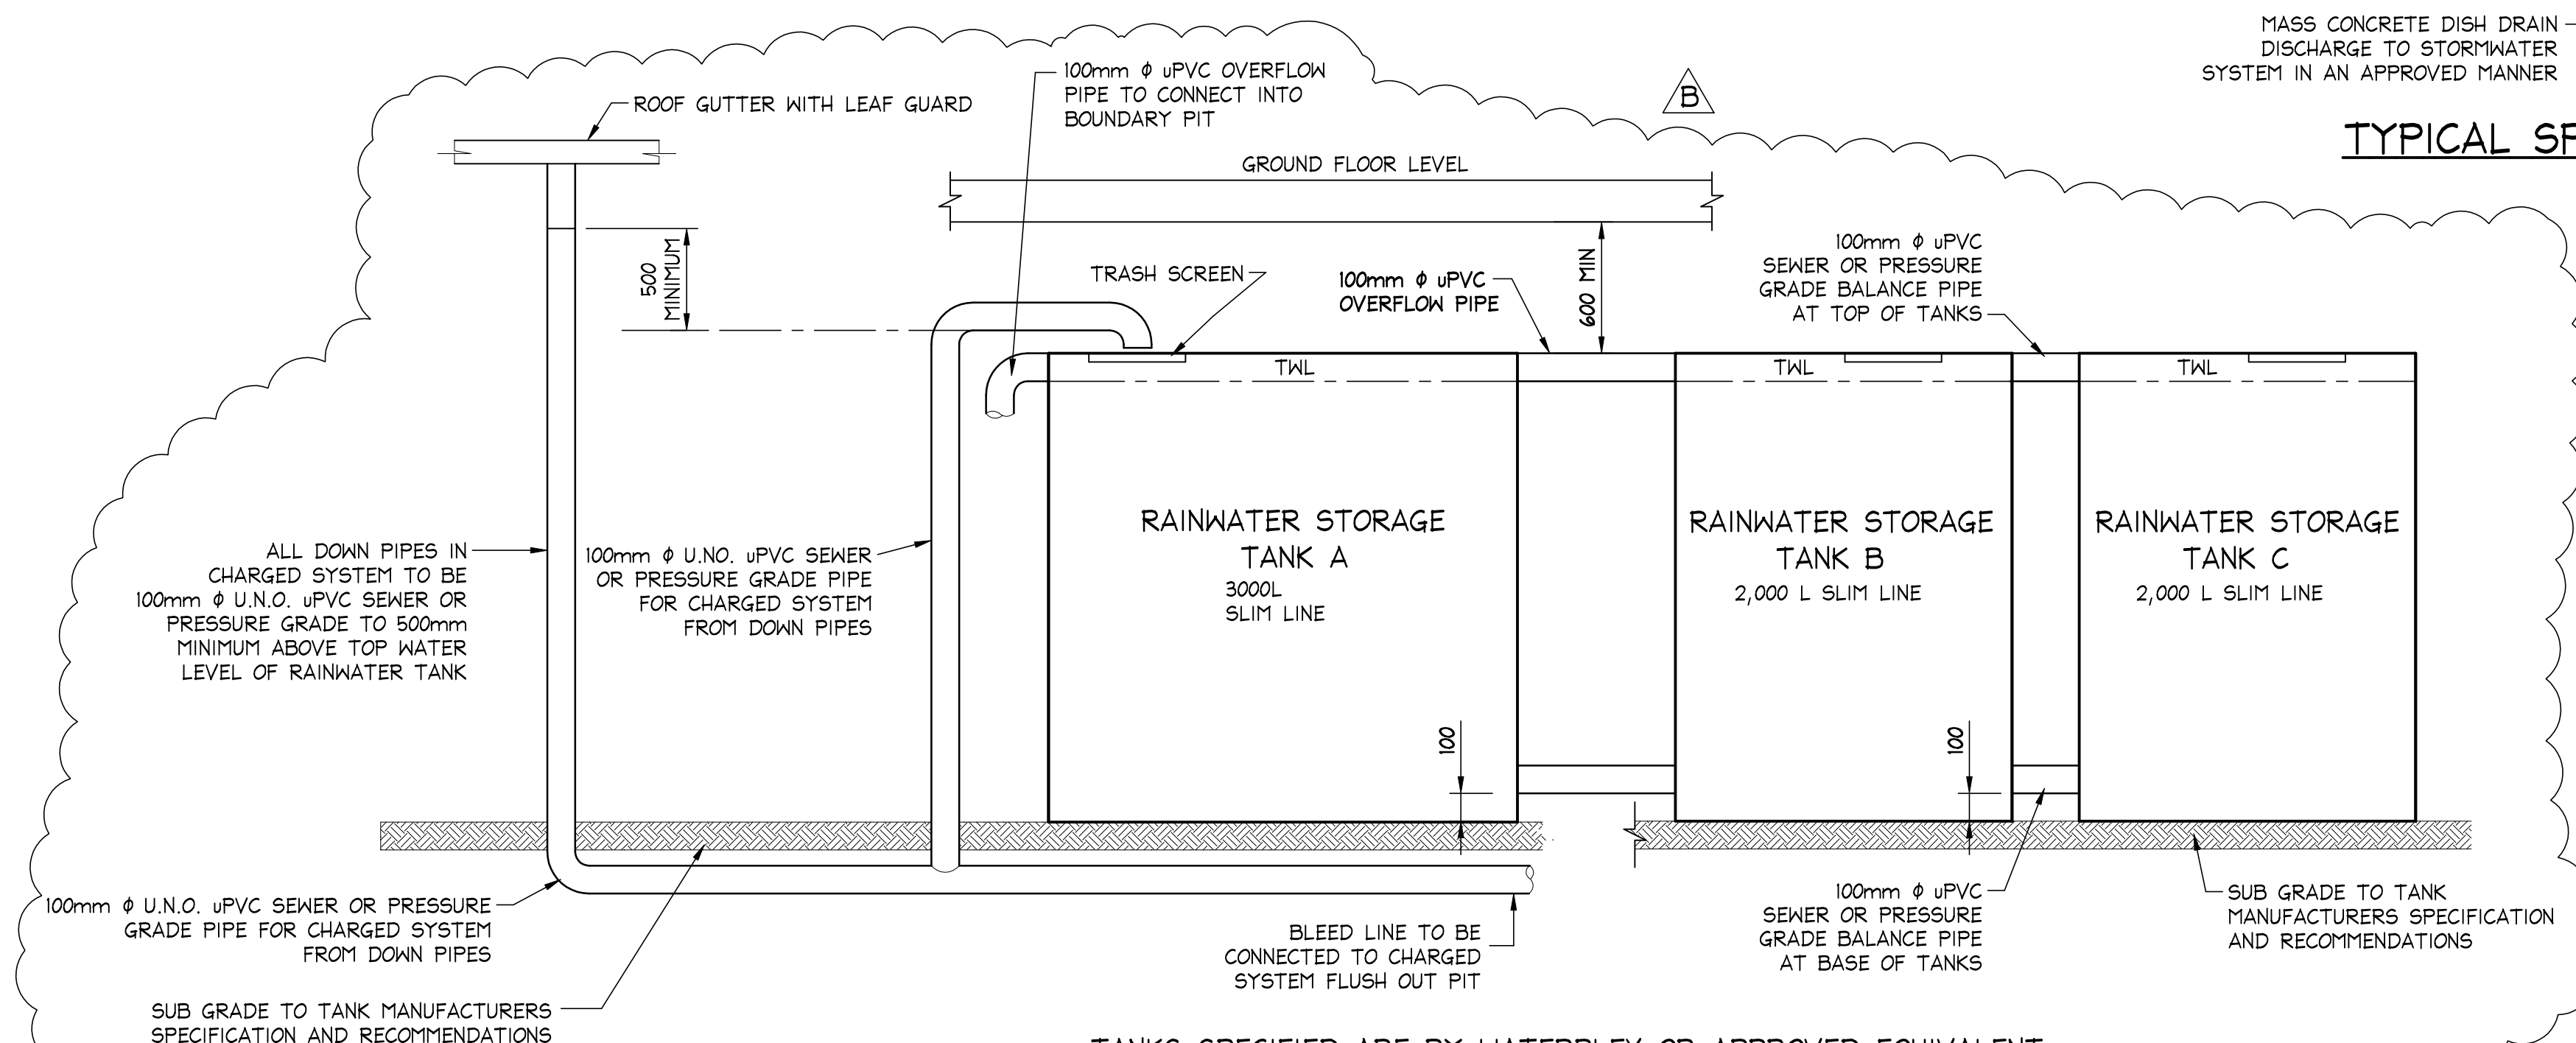 MASS CONCRETE DISH DRAIN
DISCHARGE TO STORMWATER
SYSTEM IN AN APPROVED MANNER
TYPICAL
100mm ϕ uPVC OVERFLOW
PIPE TO CONNECT INTO
BOUNDARY PIT
ROOF GUTTER WITH LEAF GUARD
B
GROUND FLOOR LEVEL
500
MINIMUM
TRASH SCREEN
100mm ϕ uPVC
OVERFLOW PIPE
600 MIN
100mm ϕ uPVC
SEWER OR PRESSURE
GRADE BALANCE PIPE
AT TOP OF TANKS
TWL
TWL
TWL
RAINWATER STORAGE
TANK A
3000L
SLIM LINE
RAINWATER STORAGE
TANK B
2,000 L SLIM LINE
RAINWATER STORAGE
TANK C
2,000 L SLIM LINE
ALL DOWN PIPES IN
CHARGED SYSTEM TO BE
100mm ϕ U.N.O. uPVC SEWER OR
PRESSURE GRADE TO 500mm
MINIMUM ABOVE TOP WATER
LEVEL OF RAINWATER TANK
100mm ϕ U.NO. uPVC SEWER
OR PRESSURE GRADE PIPE
FOR CHARGED SYSTEM
FROM DOWN PIPES
100
100
100mm ϕ U.N.O. uPVC SEWER OR PRESSURE
GRADE PIPE FOR CHARGED SYSTEM
FROM DOWN PIPES
BLEED LINE TO BE
CONNECTED TO CHARGED
SYSTEM FLUSH OUT PIT
100mm ϕ uPVC
SEWER OR PRESSURE
GRADE BALANCE PIPE
AT BASE OF TANKS
SUB GRADE TO TANK
MANUFACTURERS SPECIFICATION
AND RECOMMENDATIONS
SUB GRADE TO TANK MANUFACTURERS
SPECIFICATION AND RECOMMENDATIONS
TANKS SPECIFIED ARE BY WATERPLEX OR APPROVED EQUIVALENT